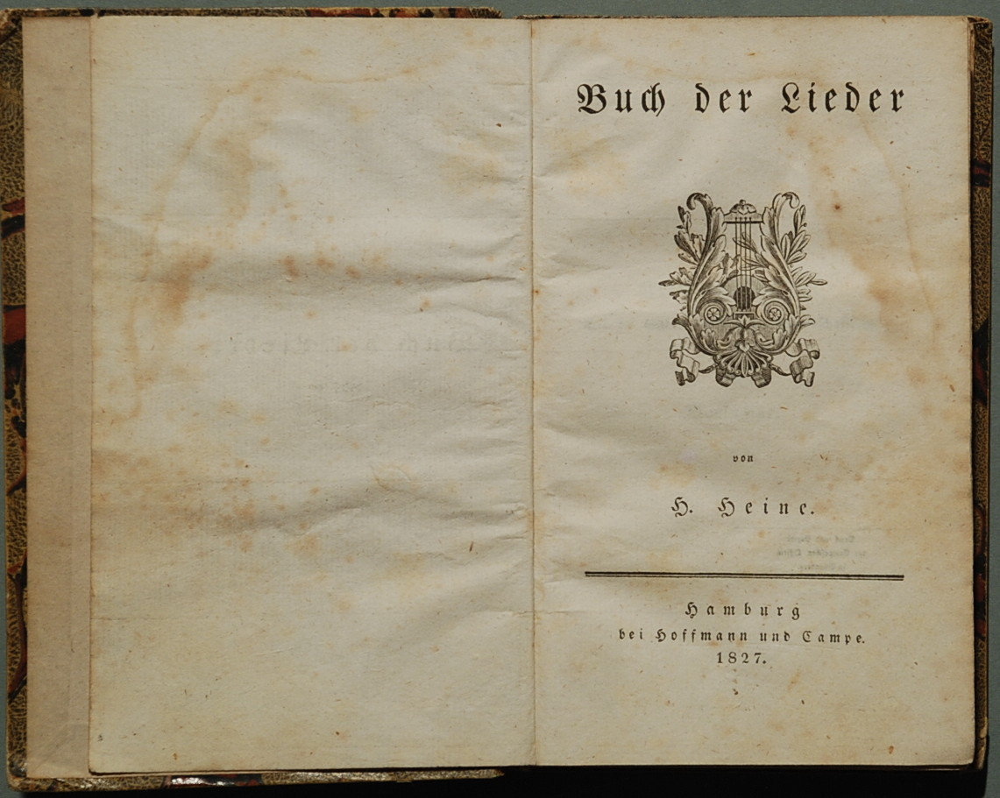 Buch der Lieder
von
H. Heine.
Hamburg
bei Hoffmann und Campe.
1827.